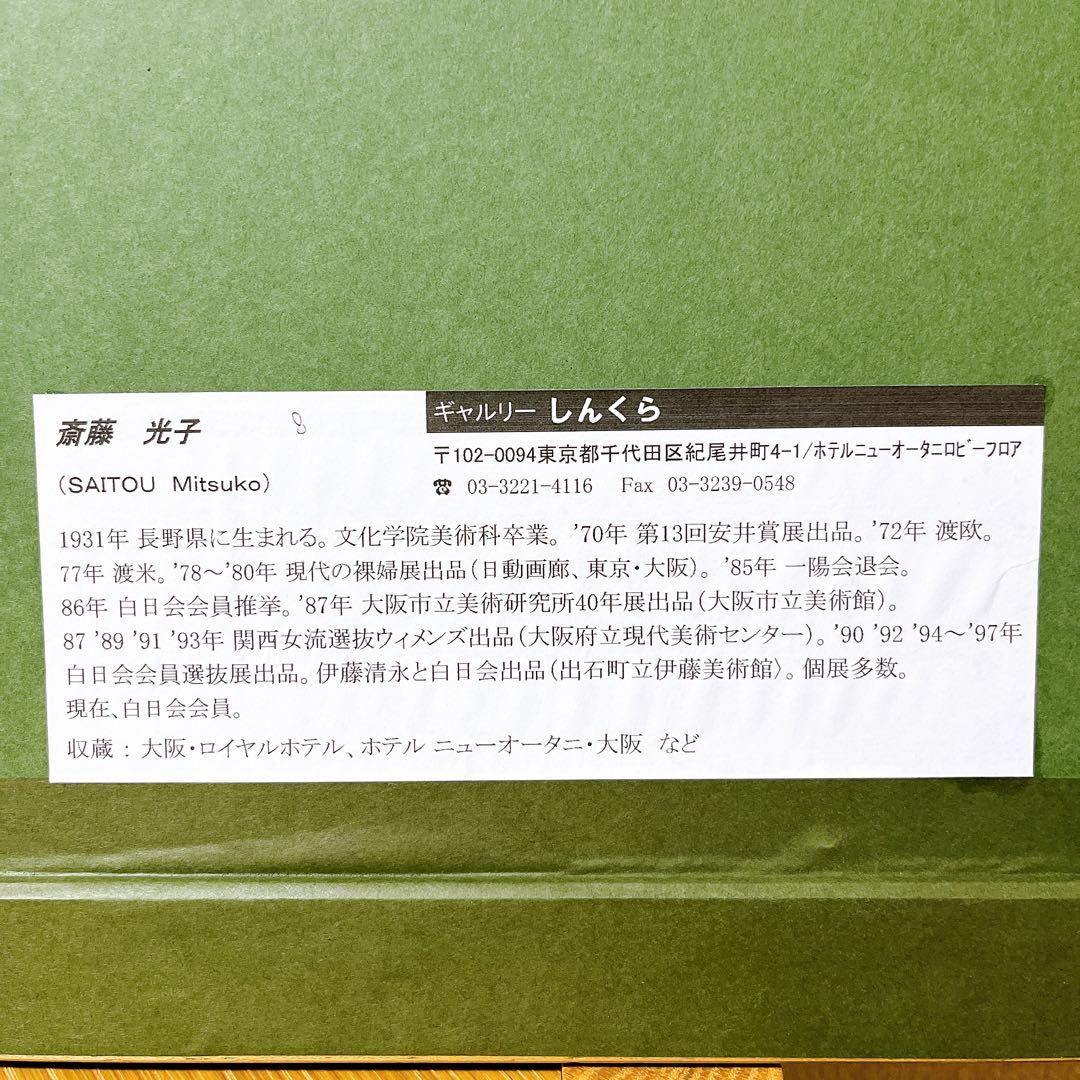 斎藤　光子
8
(SAITOU Mitsuko)
ギャルリー しんくら
〒102-0094東京都千代田区紀尾井町4-1/ホテルニューオータニロビーフロア
☎ 03-3221-4116 Fax 03-3239-0548
1931年 長野県に生まれる。文化学院美術科卒業。 '70年 第13回安井賞展出品。'72年 渡欧。
77年 渡米。'78～'80年 現代の裸婦展出品(日動画廊、東京・大阪)。 '85年 一陽会退会。
86年 白日会会員推挙。'87年 大阪市立美術研究所40年展出品(大阪市立美術館)。
87 '89 '91 '93年 関西女流選抜ウィメンズ出品(大阪府立現代美術センター)。'90 '92 '94～'97年
白日会会員選抜展出品。伊藤清永と白日会出品(出石町立伊藤美術館〉。個展多数。
現在、白日会会員。
収蔵 : 大阪・ロイヤルホテル、ホテル ニューオータニ・大阪 など